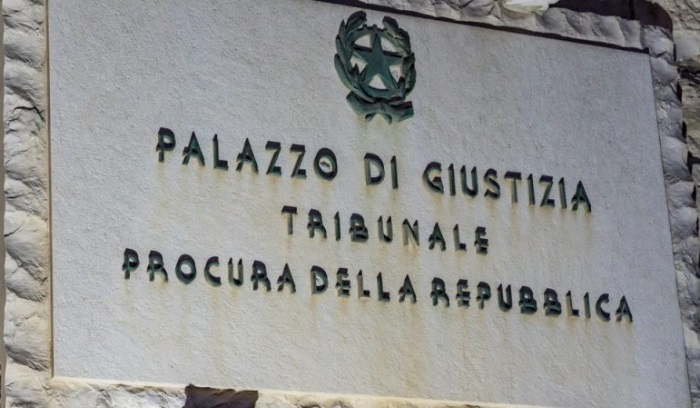 PALAZZO DI GIUSTIZIA
TRIBUNALE
PROCURA DELLA REPUBBLICA